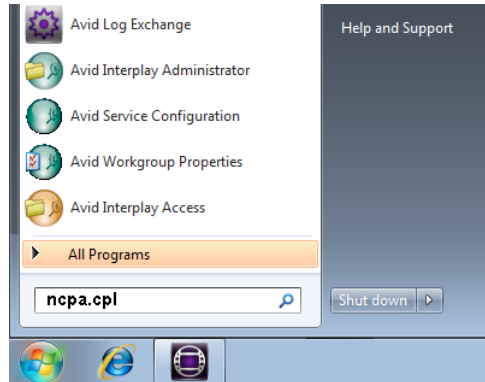 Avid Log Exchange
Help and Support
Avid Interplay Administrator
Avid Service Configuration
Avid Workgroup Properties
Avid Interplay Access
All Programs
ncpa.cpl
Shut down